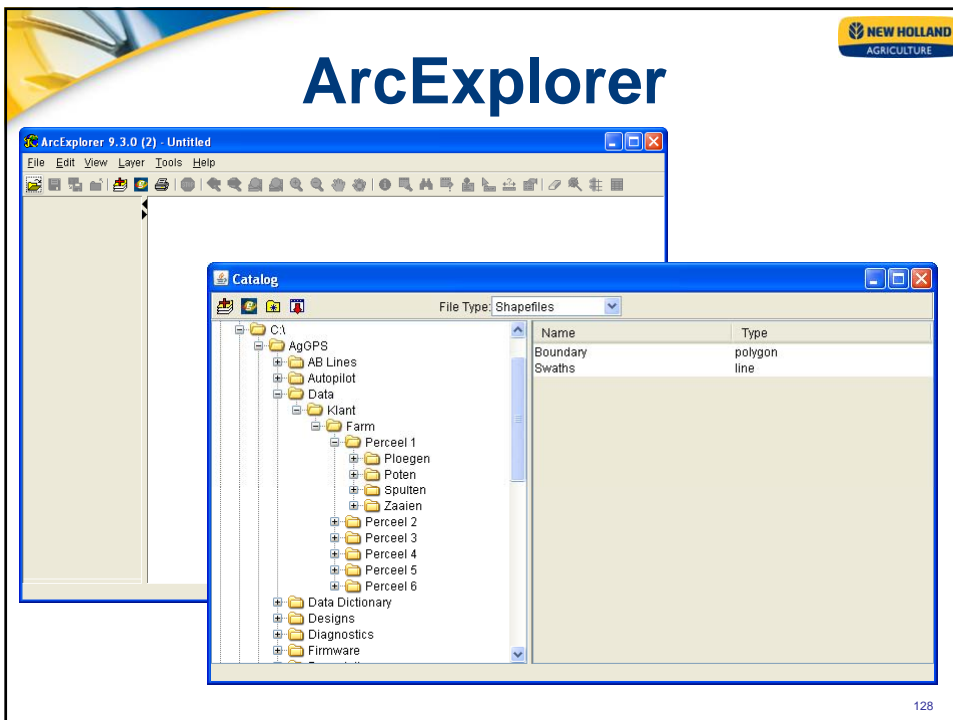 NEW HOLLAND
AGRICULTURE
ArcExplorer
ArcExplorer 9.3.0 (2) - Untitled
File Edit View Layer Tools Help
Catalog
File Type: Shapefiles
C:\
AgGPS
AB Lines
Autopilot
Data
Klant
Farm
Perceel 1
Ploegen
Poten
Spuiten
Zaaien
Perceel 2
Perceel 3
Perceel 4
Perceel 5
Perceel 6
Data Dictionary
Designs
Diagnostics
Firmware
Name Type
Boundary polygon
Swaths line
128